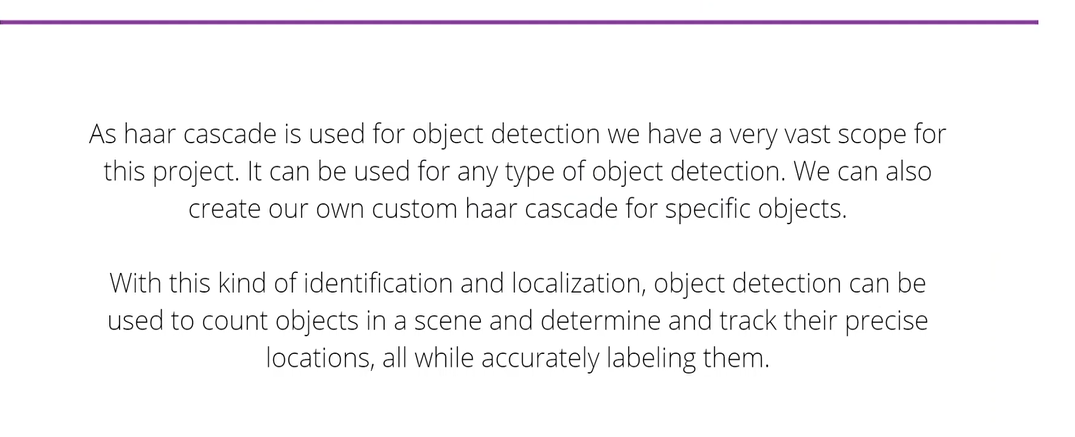 As haar cascade is used for object detection we have a very vast scope for
this project. It can be used for any type of object detection. We can also
create our own custom haar cascade for specific objects.
With this kind of identification and localization, object detection can be
used to count objects in a scene and determine and track their precise
locations, all while accurately labeling them.